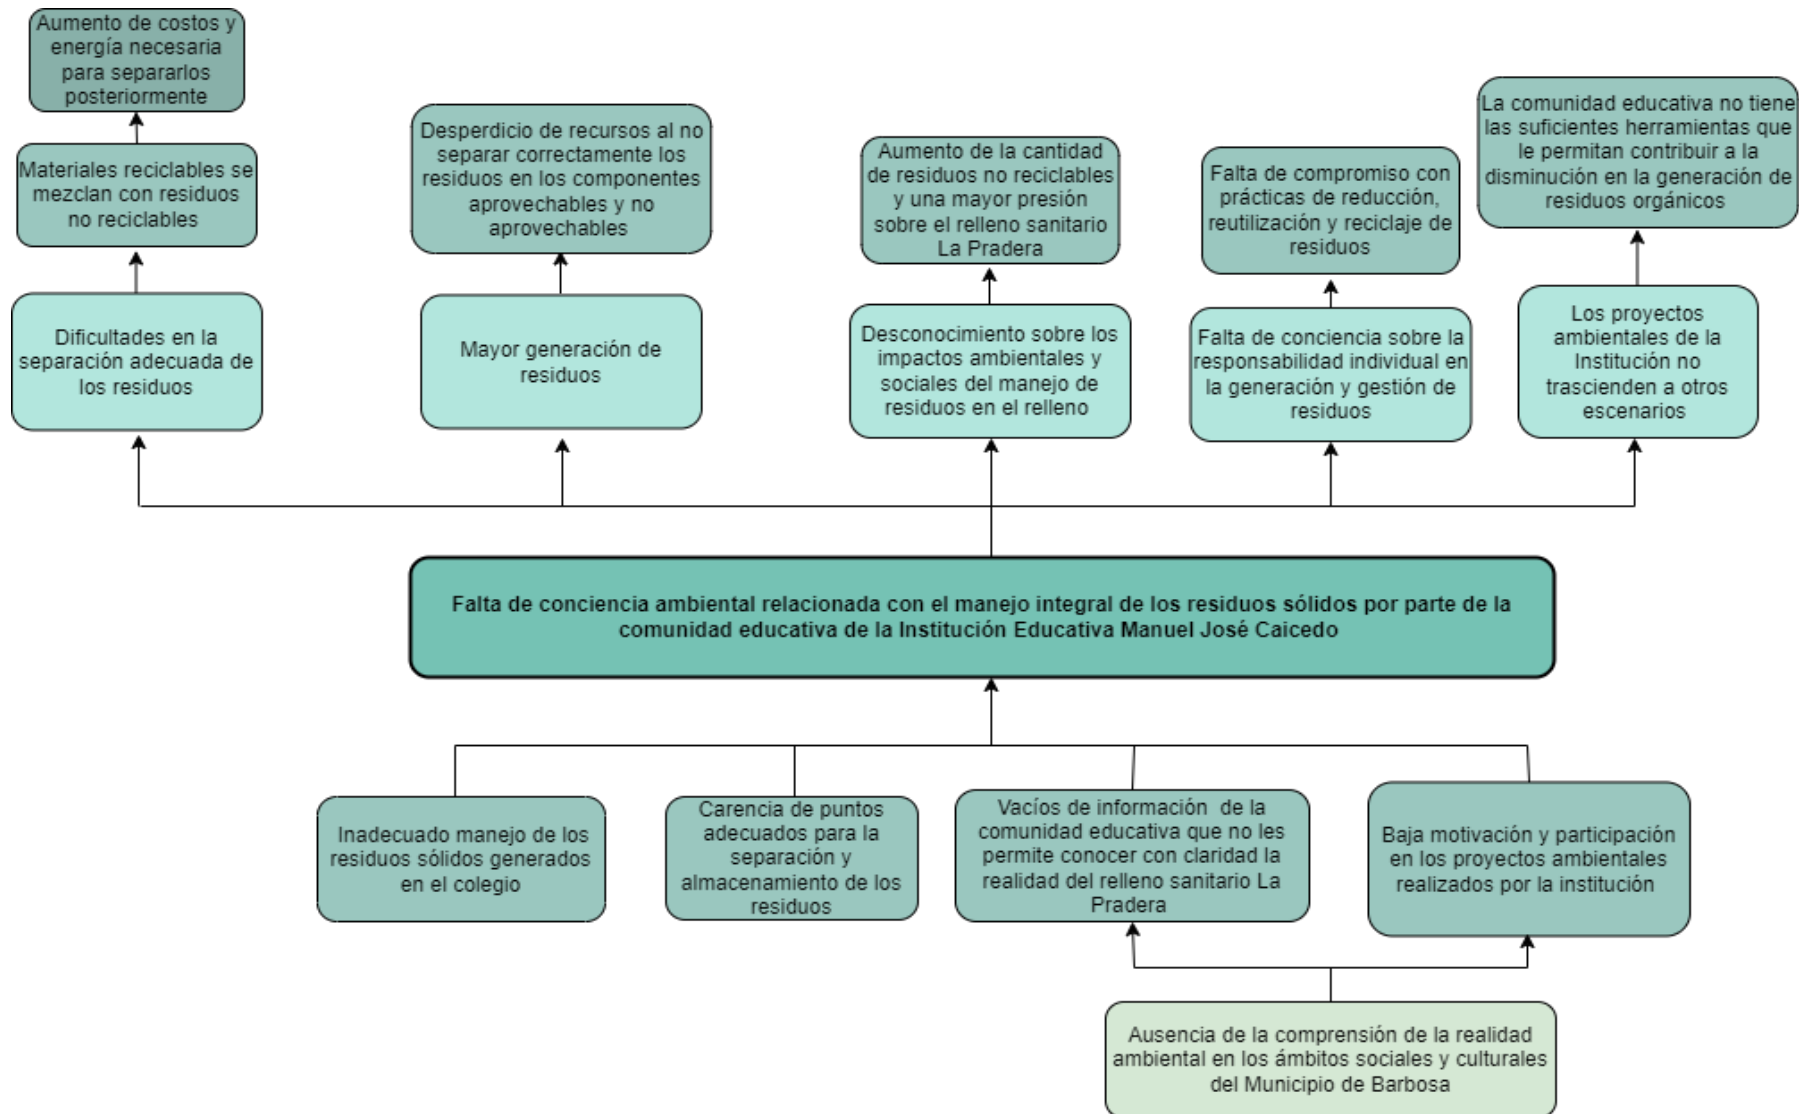 Aumento de costos y
energía necesaria
para separarlos
posteriormente
Materiales reciclables se
mezclan con residuos
no reciclables
Desperdicio de recursos al no
separar correctamente los
residuos en los componentes
aprovechables y no
aprovechables
Aumento de la cantidad
de residuos no reciclables
y una mayor presión
sobre el relleno sanitario
La Pradera
Falta de compromiso con
prácticas de reducción,
reutilización y reciclaje de
residuos
La comunidad educativa no tiene
las suficientes herramientas que
le permitan contribuir a la
disminución en la generación de
residuos orgánicos
Dificultades en la
separación adecuada de
los residuos
Mayor generación de
residuos
Desconocimiento sobre los
impactos ambientales y
sociales del manejo de
residuos en el relleno
Falta de conciencia sobre la
responsabilidad individual en
la generación y gestión de
residuos
Los proyectos
ambientales de la
Institución no
trascienden a otros
escenarios
Falta de conciencia ambiental relacionada con el manejo integral de los residuos sólidos por parte de la
comunidad educativa de la Institución Educativa Manuel José Caicedo
Inadecuado manejo de los
residuos sólidos generados
en el colegio
Carencia de puntos
adecuados para la
separación y
almacenamiento de los
residuos
Vacíos de información de la
comunidad educativa que no les
permite conocer con claridad la
realidad del relleno sanitario La
Pradera
Baja motivación y participación
en los proyectos ambientales
realizados por la institución
Ausencia de la comprensión de la realidad
ambiental en los ámbitos sociales y culturales
del Municipio de Barbosa